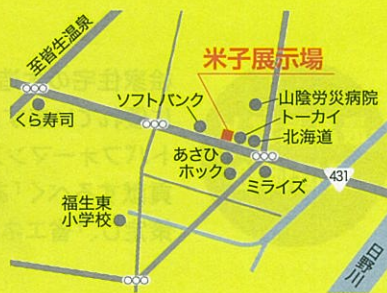 至皆生温泉
米子展示場
ソフトバンク
山陰労災病院
トーカイ
くら寿司
北海道
あさひ
ホック
ミライズ
431
福生東
小学校
日野川